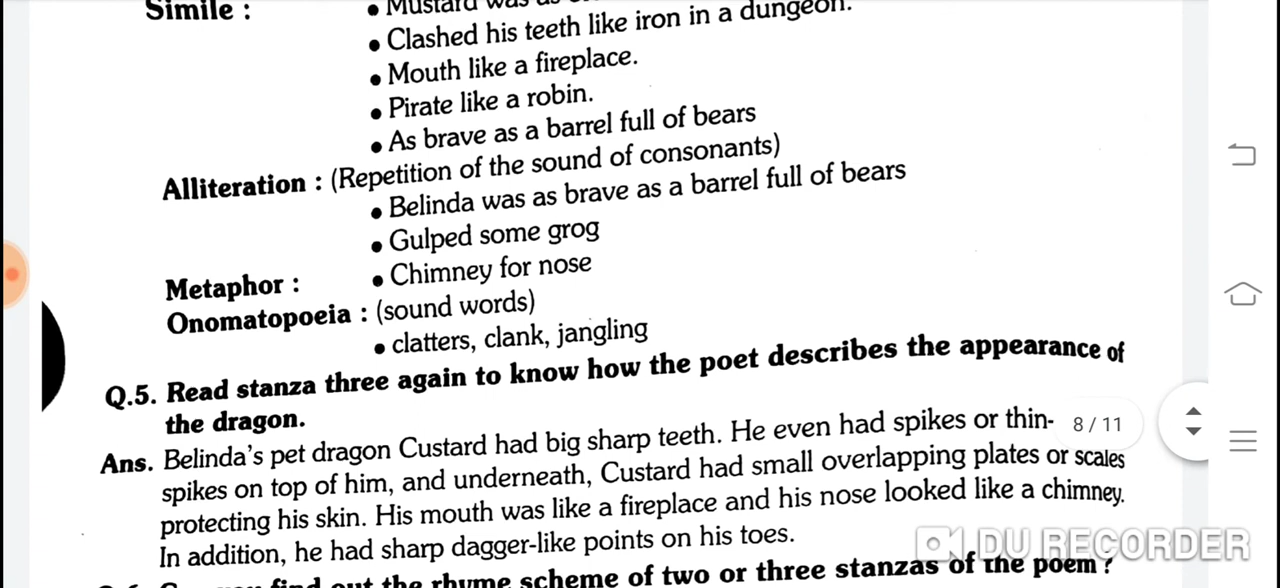 Simile :
• Mustard was as
• Clashed his teeth like iron in a dungeon.
• Mouth like a fireplace.
• Pirate like a robin.
• As brave as a barrel full of bears
Alliteration : (Repetition of the sound of consonants)
• Belinda was as brave as a barrel full of bears
• Gulped some grog
Metaphor : • Chimney for nose
Onomatopoeia : (sound words)
• clatters, clank, jangling
Q.5. Read stanza three again to know how the poet describes the appearance of
the dragon.
Ans. Belinda's pet dragon Custard had big sharp teeth. He even had spikes or thin-
spikes on top of him, and underneath, Custard had small overlapping plates or scales
protecting his skin. His mouth was like a fireplace and his nose looked like a chimney.
In addition, he had sharp dagger-like points on his toes.
find out the rhyme scheme of two or three stanzas of the poem?
8 / 11
DU RECORDER